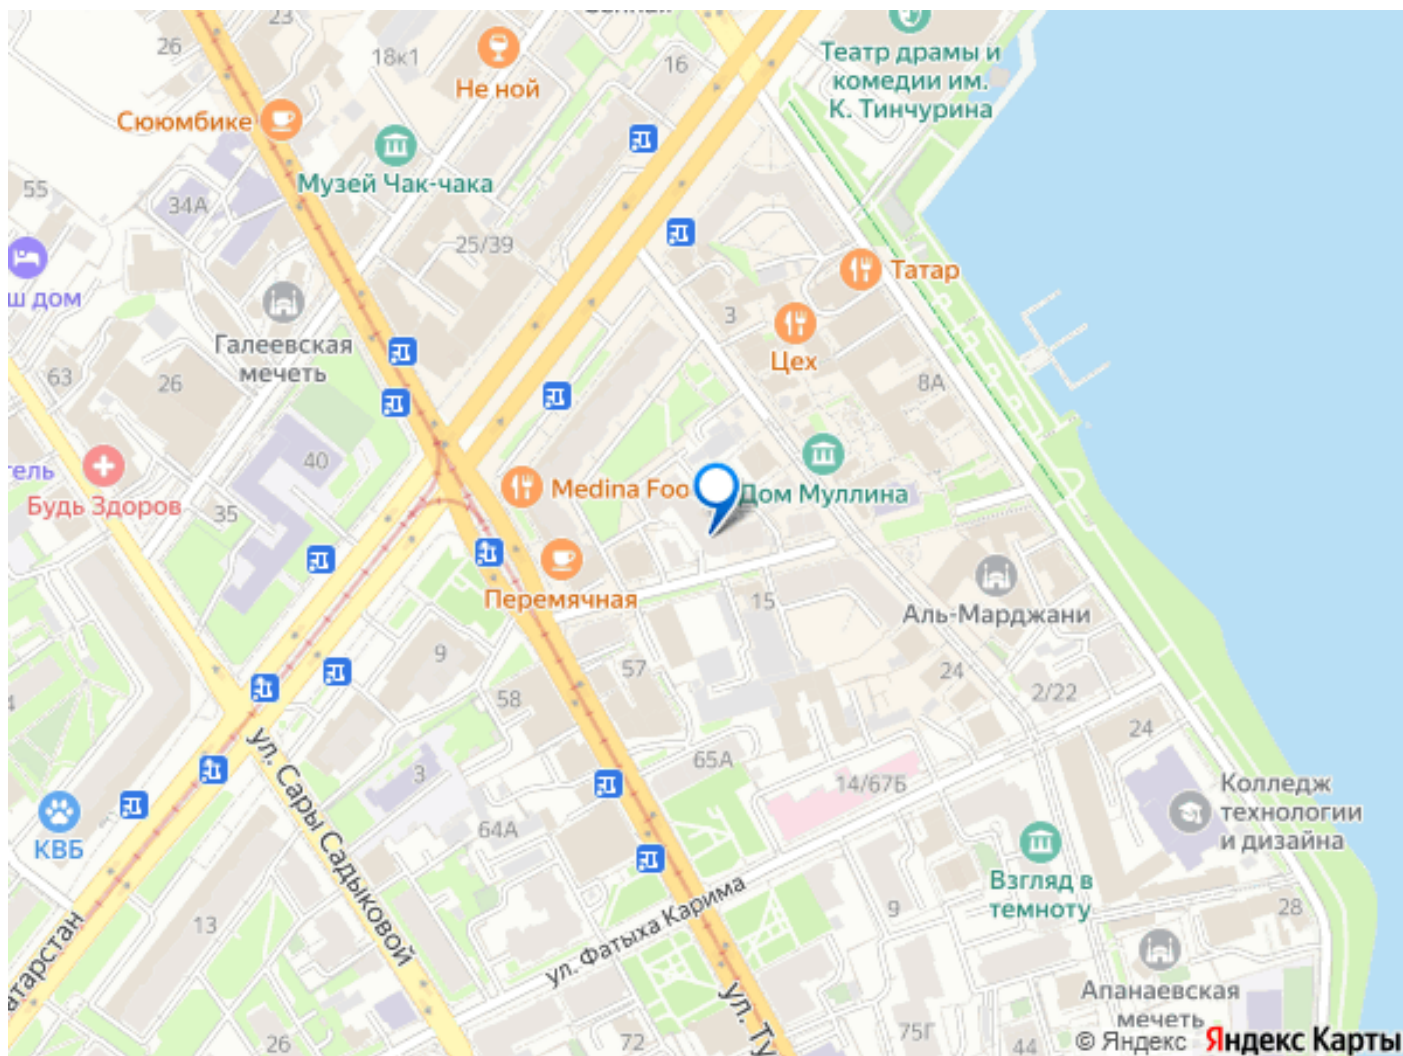 23
26
18к1
Не ной
16
Театр драмы и
комедии им.
К. Тинчурина
Сююмбике
Музей Чак-чака
55
34А
25/39
Татар
ш дом
Галеевская
мечеть
3
Цех
63
26
8А
40
тель
Будь Здоров
35
Medina Foo
Дом Муллина
Перемячная
15
Аль-Марджани
9
57
58
24
2/22
4
24
ул. Сары Садыковой
3
65А
14/67Б
Колледж
технологии
и дизайна
64А
КВБ
Взгляд в
темноту
13
ул. Фатыха Карима
9
28
атарстан
Апанаевская
мечеть
ул. Ту
26
72
75Г
44
© Яндекс Яндекс Карты